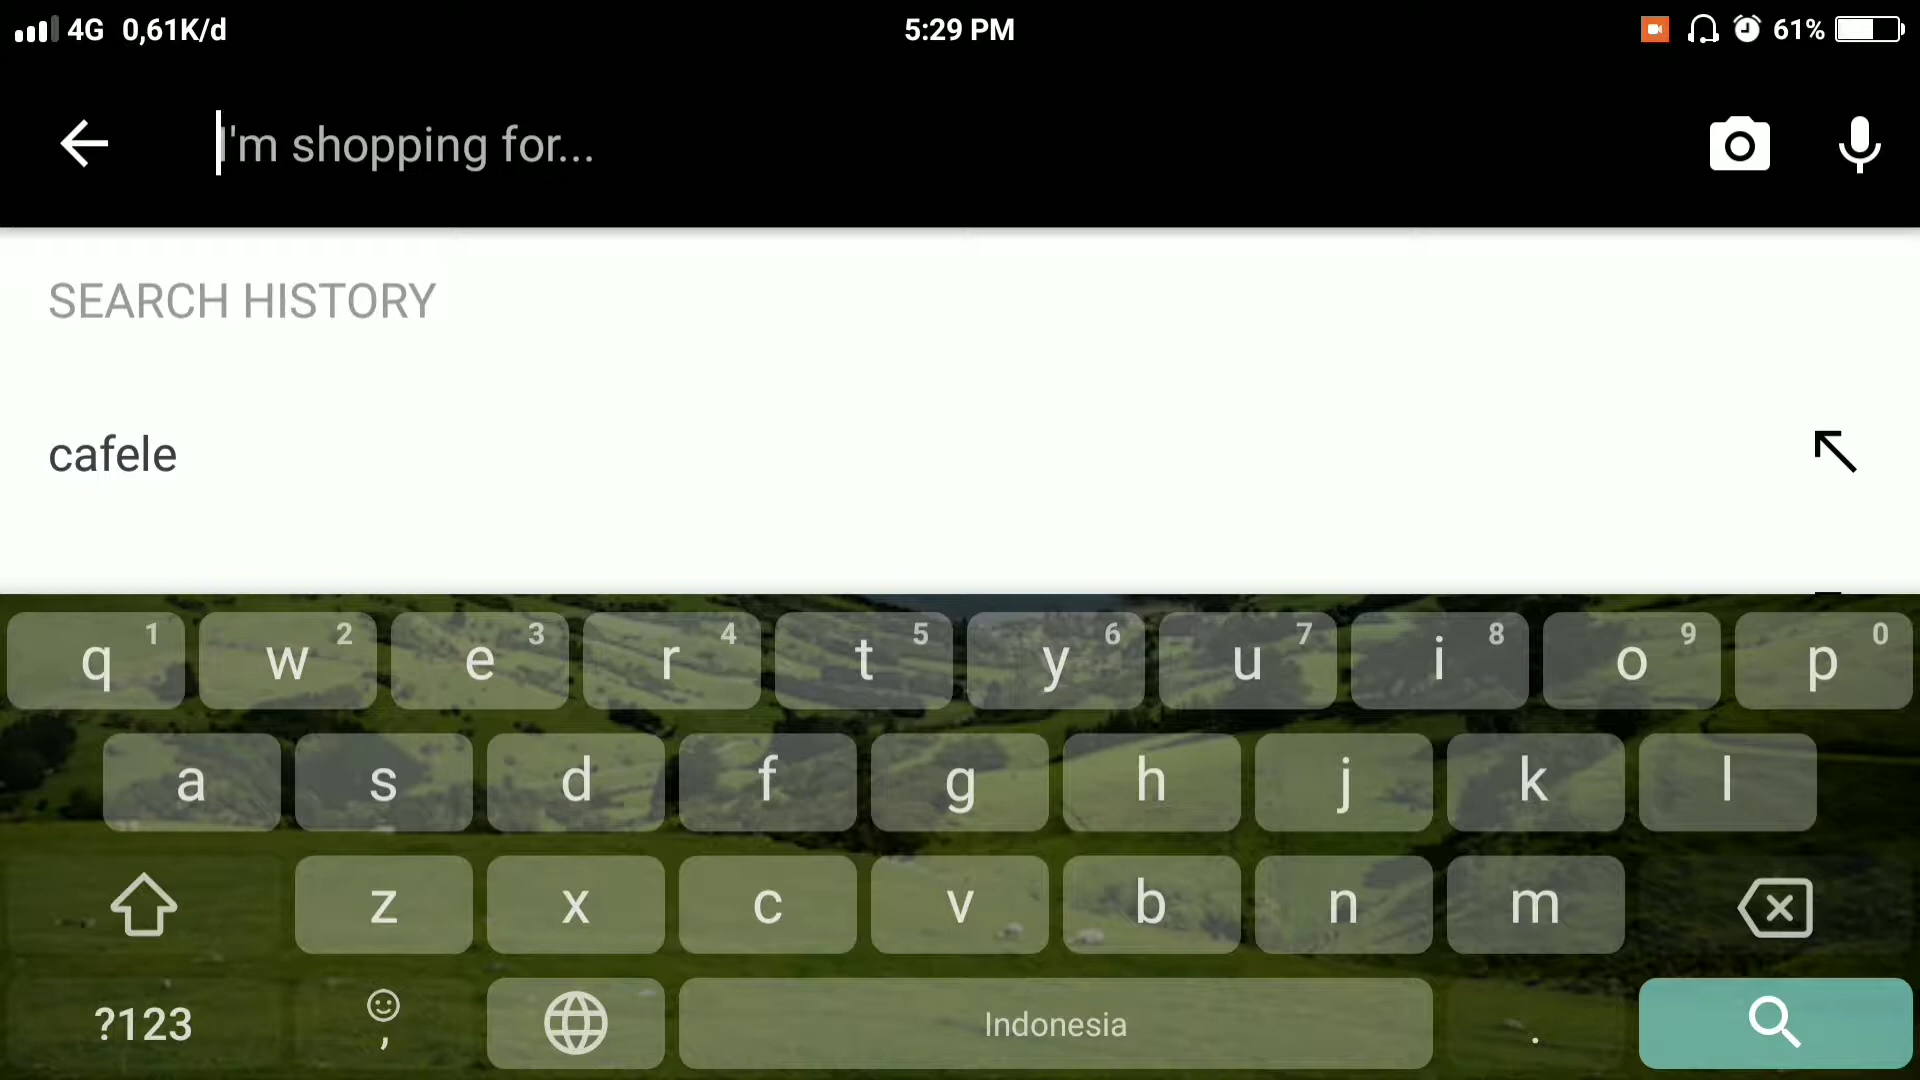 4G 0,61K/d 5:29 PM 61%
I'm shopping for...
SEARCH HISTORY
cafele
q 1 w 2 e 3 r 4 t 5 y 6 u 7 i 8 o 9 p 0
a s d f g h j k l
z x c v b n m
?123 , Indonesia .